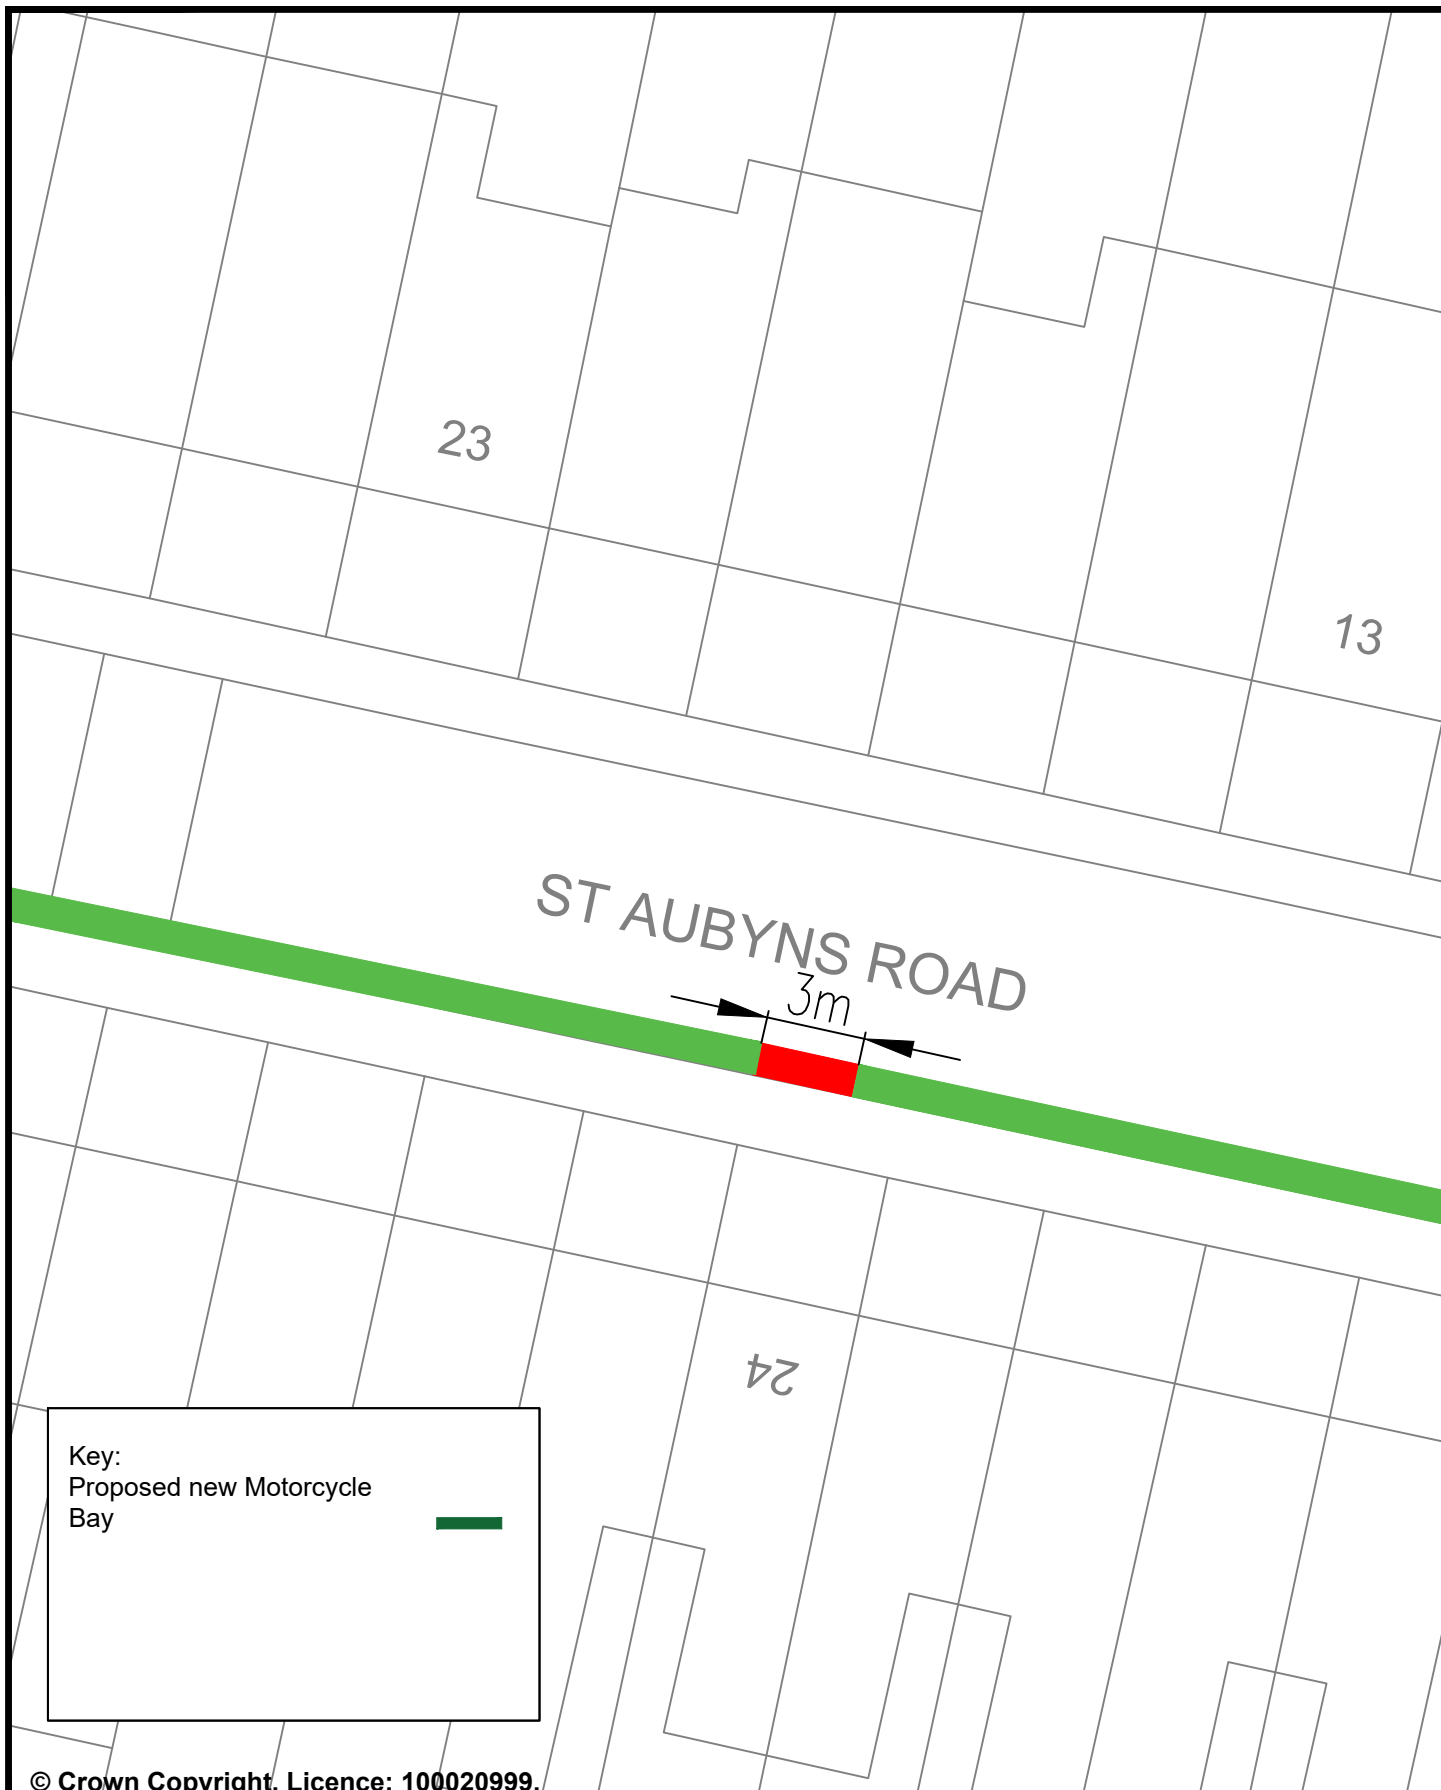 23
13
ST AUBYNS ROAD
3m
24
Key:
Proposed new Motorcycle
Bay
© Crown Copyright. Licence: 100020999.